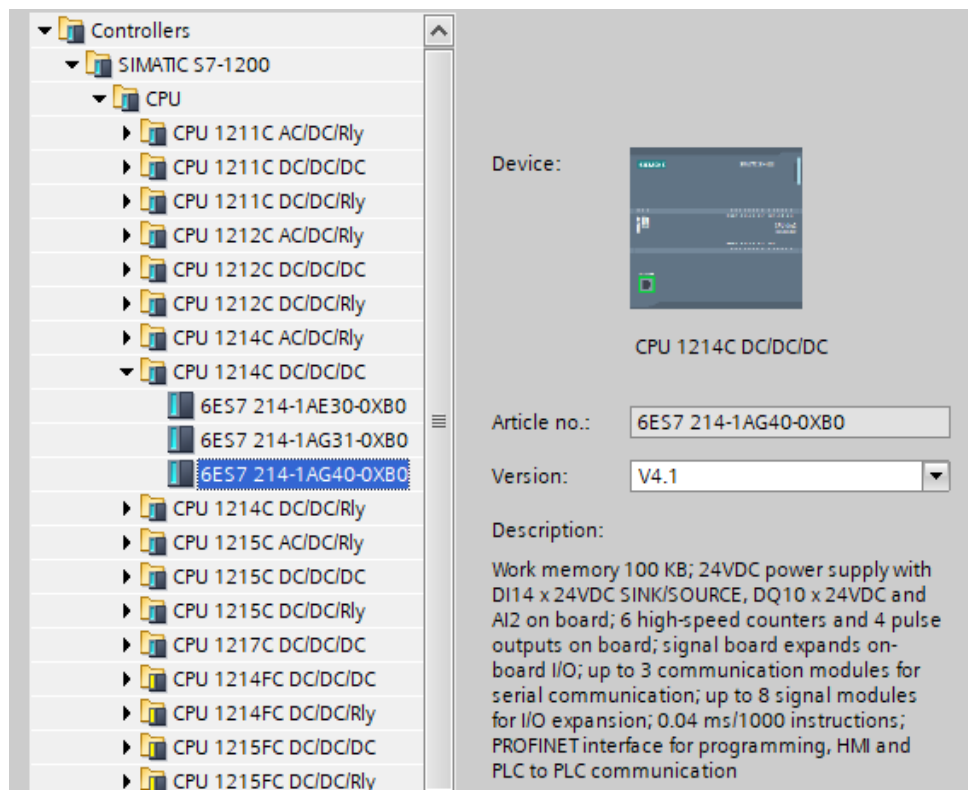 Controllers
SIMATIC S7-1200
CPU
CPU 1211C AC/DC/Rly
CPU 1211C DC/DC/DC
CPU 1211C DC/DC/Rly
CPU 1212C AC/DC/Rly
CPU 1212C DC/DC/DC
CPU 1212C DC/DC/Rly
CPU 1214C AC/DC/Rly
CPU 1214C DC/DC/DC
6ES7 214-1AE30-0XB0
6ES7 214-1AG31-0XB0
6ES7 214-1AG40-0XB0
CPU 1214C DC/DC/Rly
CPU 1215C AC/DC/Rly
CPU 1215C DC/DC/DC
CPU 1215C DC/DC/Rly
CPU 1217C DC/DC/DC
CPU 1214FC DC/DC/DC
CPU 1214FC DC/DC/Rly
CPU 1215FC DC/DC/DC
CPU 1215FC DC/DC/Rly
Device:
SIEMENS
CPU 1214C DC/DC/DC
Article no.: 6ES7 214-1AG40-0XB0
Version: V4.1
Description:
Work memory 100 KB; 24VDC power supply with
DI14 x 24VDC SINK/SOURCE, DQ10 x 24VDC and
AI2 on board; 6 high-speed counters and 4 pulse
outputs on board; signal board expands on-
board I/O; up to 3 communication modules for
serial communication; up to 8 signal modules
for I/O expansion; 0.04 ms/1000 instructions;
PROFINET interface for programming, HMI and
PLC to PLC communication